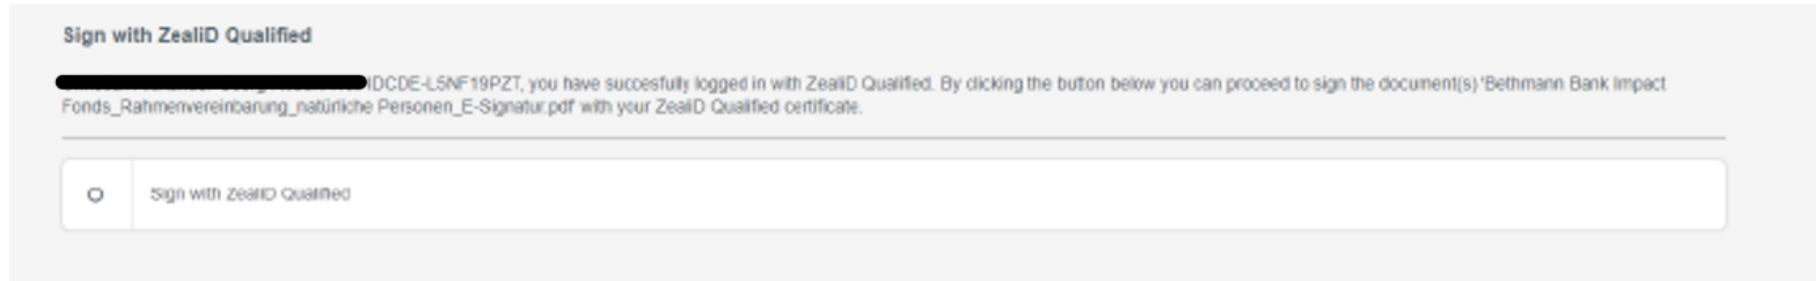 Sign with ZealiD Qualified
IDCDE-L5NF19PZT, you have succesfully logged in with ZealiD Qualified. By clicking the button below you can proceed to sign the document(s) 'Bethmann Bank Impact
Fonds_Rahmenvereinbarung_natürliche Personen_E-Signatur.pdf' with your ZealiD Qualified certificate.
Sign with ZealiD Qualified